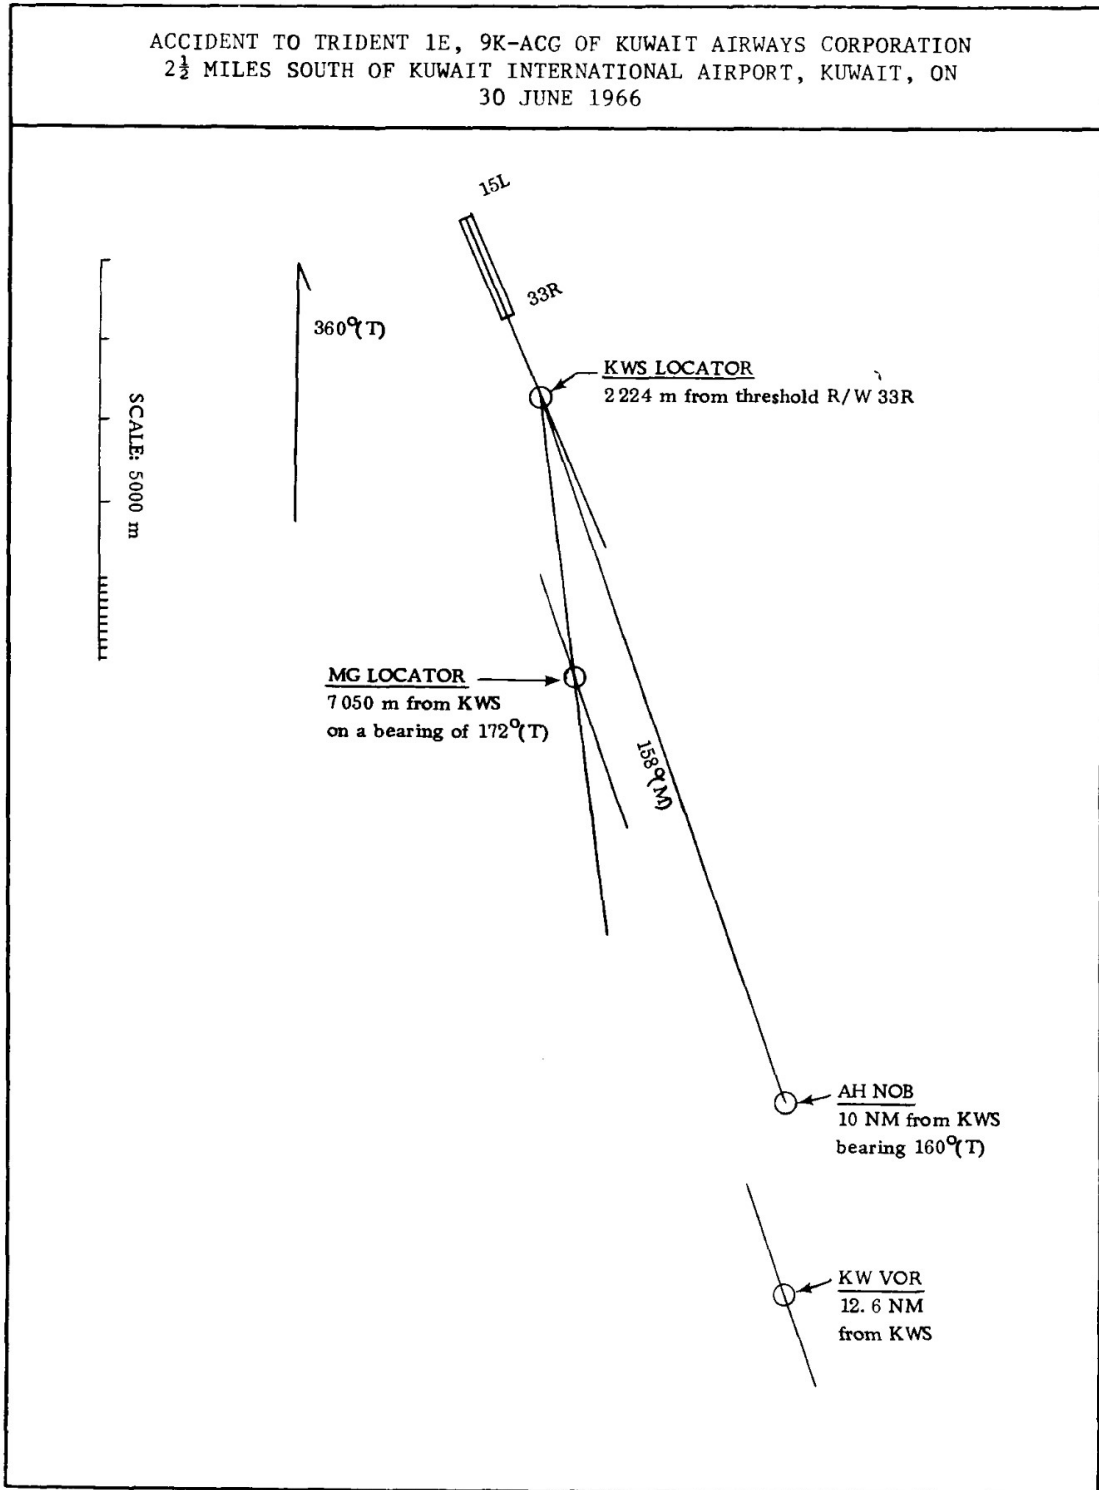 ACCIDENT TO TRIDENT 1E, 9K-ACG OF KUWAIT AIRWAYS CORPORATION
2½ MILES SOUTH OF KUWAIT INTERNATIONAL AIRPORT, KUWAIT, ON
30 JUNE 1966
15L
33R
360°(T)
KWS LOCATOR
2 224 m from threshold R/W 33R
SCALE: 5000 m
MG LOCATOR
7 050 m from KWS
on a bearing of 172°(T)
158°(M)
AH NOB
10 NM from KWS
bearing 160°(T)
KW VOR
12.6 NM
from KWS